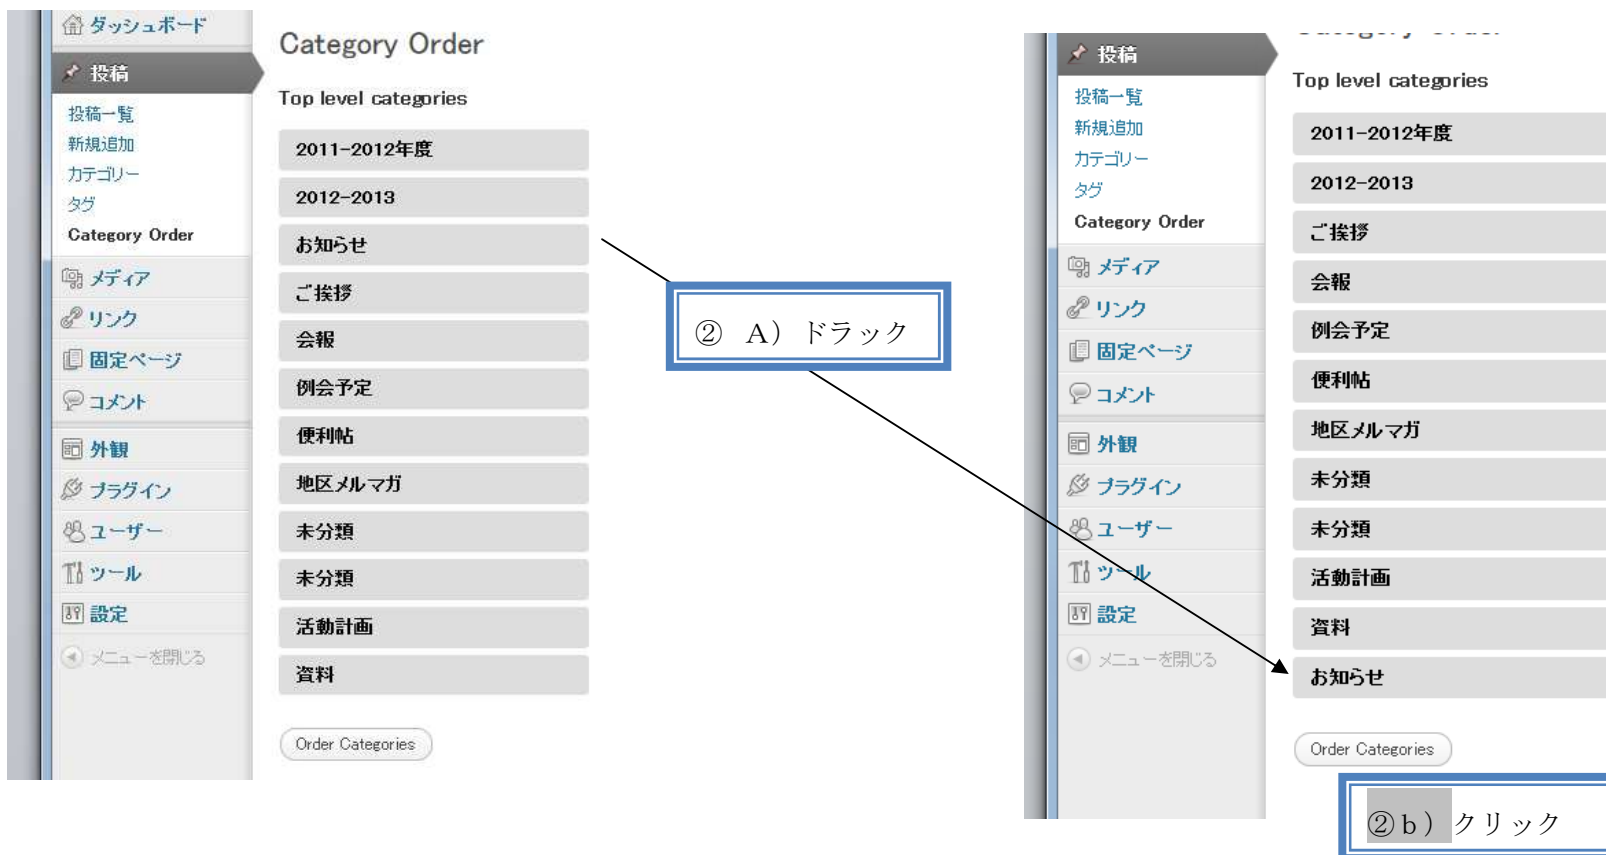 ダッシュボード
投稿
投稿一覧
新規追加
カテゴリー
タグ
Category Order
メディア
リンク
固定ページ
コメント
外観
プラグイン
ユーザー
ツール
設定
メニューを閉じる
Category Order
Top level categories
2011-2012年度
2012-2013
お知らせ
ご挨拶
会報
例会予定
便利帖
地区メルマガ
未分類
未分類
活動計画
資料
Order Categories
② A）ドラック
投稿
投稿一覧
新規追加
カテゴリー
タグ
Category Order
メディア
リンク
固定ページ
コメント
外観
プラグイン
ユーザー
ツール
設定
メニューを閉じる
Top level categories
2011-2012年度
2012-2013
ご挨拶
会報
例会予定
便利帖
地区メルマガ
未分類
未分類
活動計画
資料
お知らせ
Order Categories
②ｂ）クリック